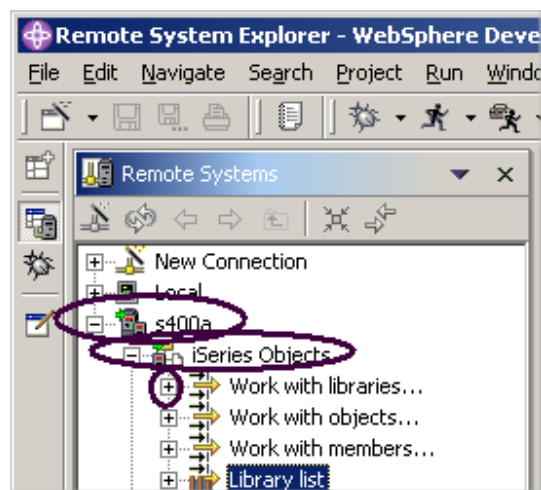 Remote System Explorer - WebSphere Deve
File Edit Navigate Search Project Run Windo
Remote Systems
New Connection
Local
s400a
iSeries Objects
Work with libraries...
Work with objects...
Work with members...
Library list